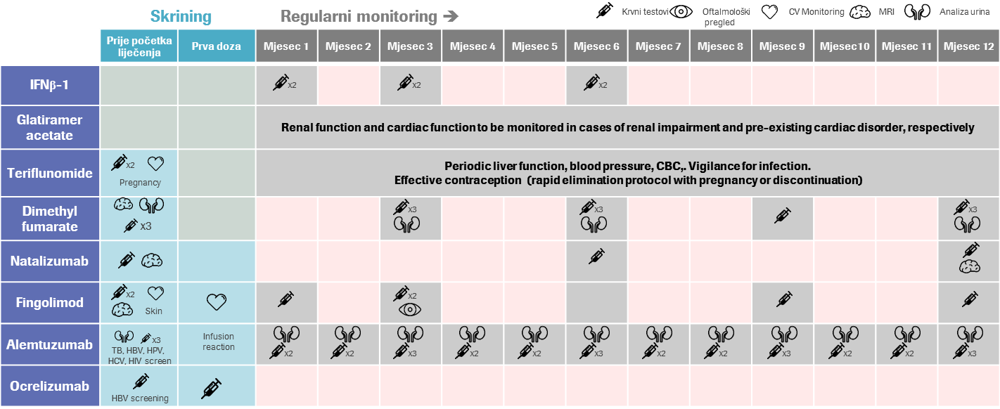 Skrining
Regularni monitoring
Krvni testovi
Oftalmološki
pregled
CV Monitoring
MRI
Analiza urina
Prije početka
liječenja
Prva doza
Mjesec 1
Mjesec 2
Mjesec 3
Mjesec 4
Mjesec 5
Mjesec 6
Mjesec 7
Mjesec 8
Mjesec 9
Mjesec10
Mjesec 11
Mjesec 12
IFNβ-1
x2
x2
x2
Glatiramer
acetate
Renal function and cardiac function to be monitored in cases of renal impairment and pre-existing cardiac disorder, respectively
Teriflunomide
x2
Pregnancy
Periodic liver function, blood pressure, CBC,. Vigilance for infection.
Effective contraception (rapid elimination protocol with pregnancy or discontinuation)
Dimethyl
fumarate
x3
x3
x3
x3
Natalizumab
Fingolimod
x2
Skin
x2
Alemtuzumab
x3
TB, HBV, HPV,
HCV, HIV screen
Infusion
reaction
x2
x2
x3
x2
x2
x3
x2
x2
x3
x2
x2
x3
Ocrelizumab
HBV screening